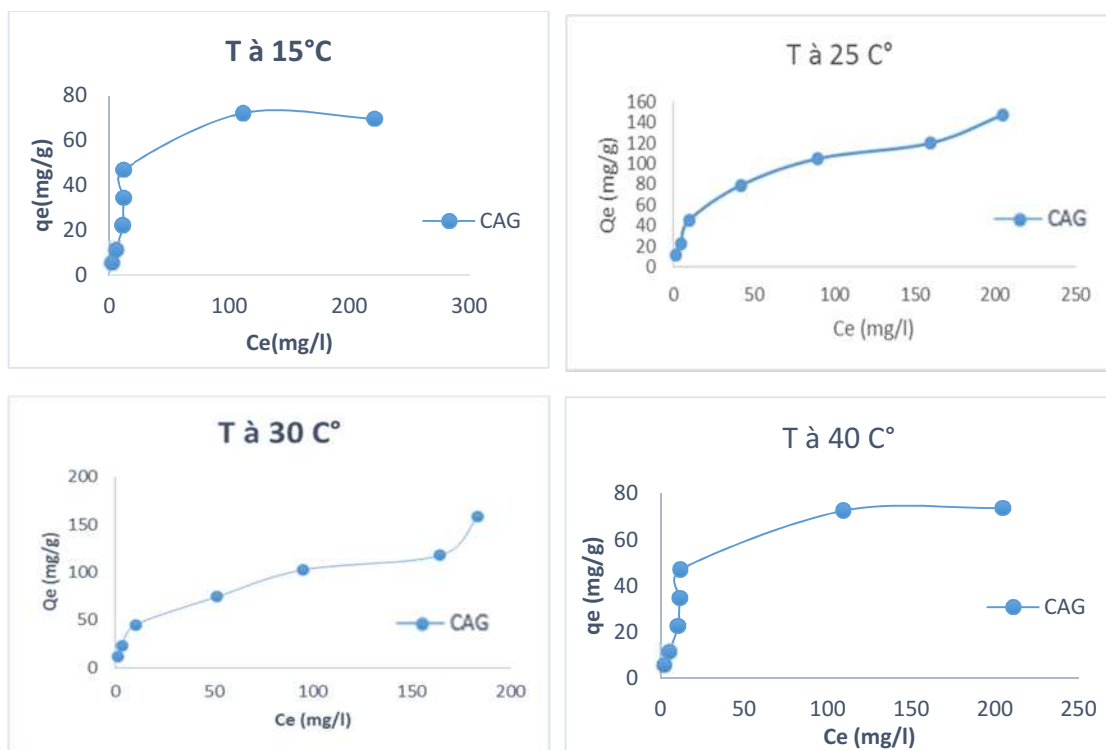 T à 15°C
qe(mg/g)
80
60
40
20
0
0 100 200 300
Ce(mg/l)
CAG
T à 25 C°
Qe (mg/g)
160
140
120
100
80
60
40
20
0
0 50 100 150 200 250
Ce (mg/l)
CAG
T à 30 C°
Qe (mg/g)
200
150
100
50
0
0 50 100 150 200
Ce (mg/l)
CAG
T à 40 C°
qe (mg/g)
80
60
40
20
0
0 50 100 150 200 250
Ce (mg/l)
CAG